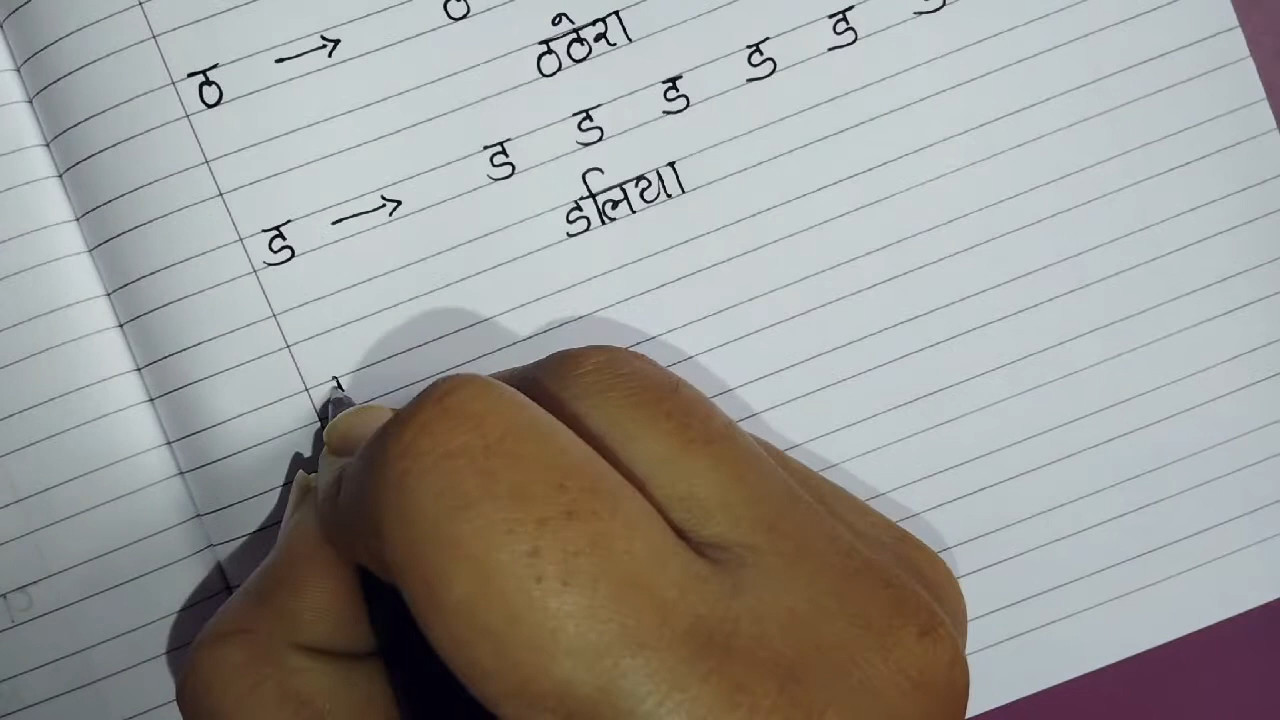 ठ →
ठठेरा
ड → ड ड ड ड ड
डलिया